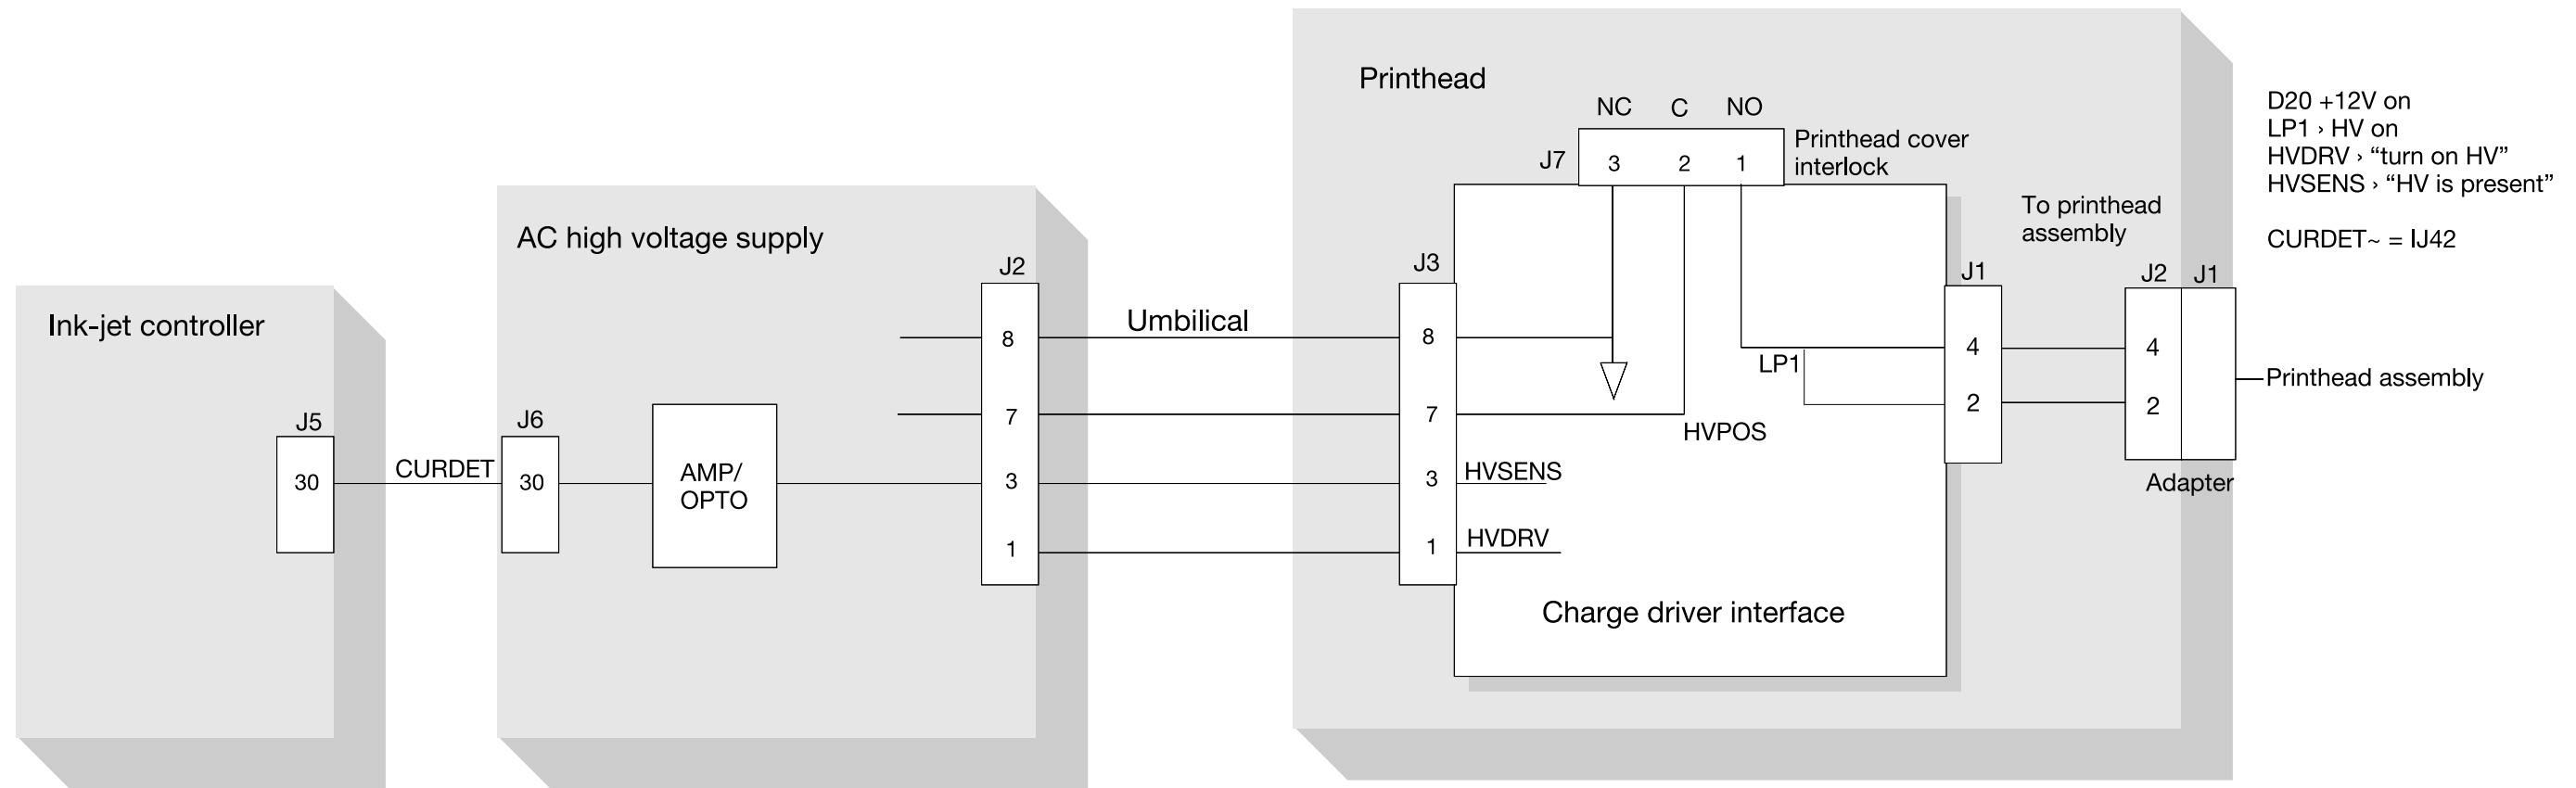 Ink-jet controller
J5
30
CURDET
AC high voltage supply
J6
30
AMP/
OPTO
J2
8
7
3
1
Umbilical
Printhead
NC C NO
J7
3 2 1
Printhead cover
interlock
J3
8
7
3
1
HVPOS
HVSENS
HVDRV
LP1
Charge driver interface
J1
4
2
To printhead
assembly
J2 J1
4
2
Adapter
Printhead assembly
D20 +12V on
LP1 › HV on
HVDRV › “turn on HV”
HVSENS › “HV is present”
CURDET~ = IJ42